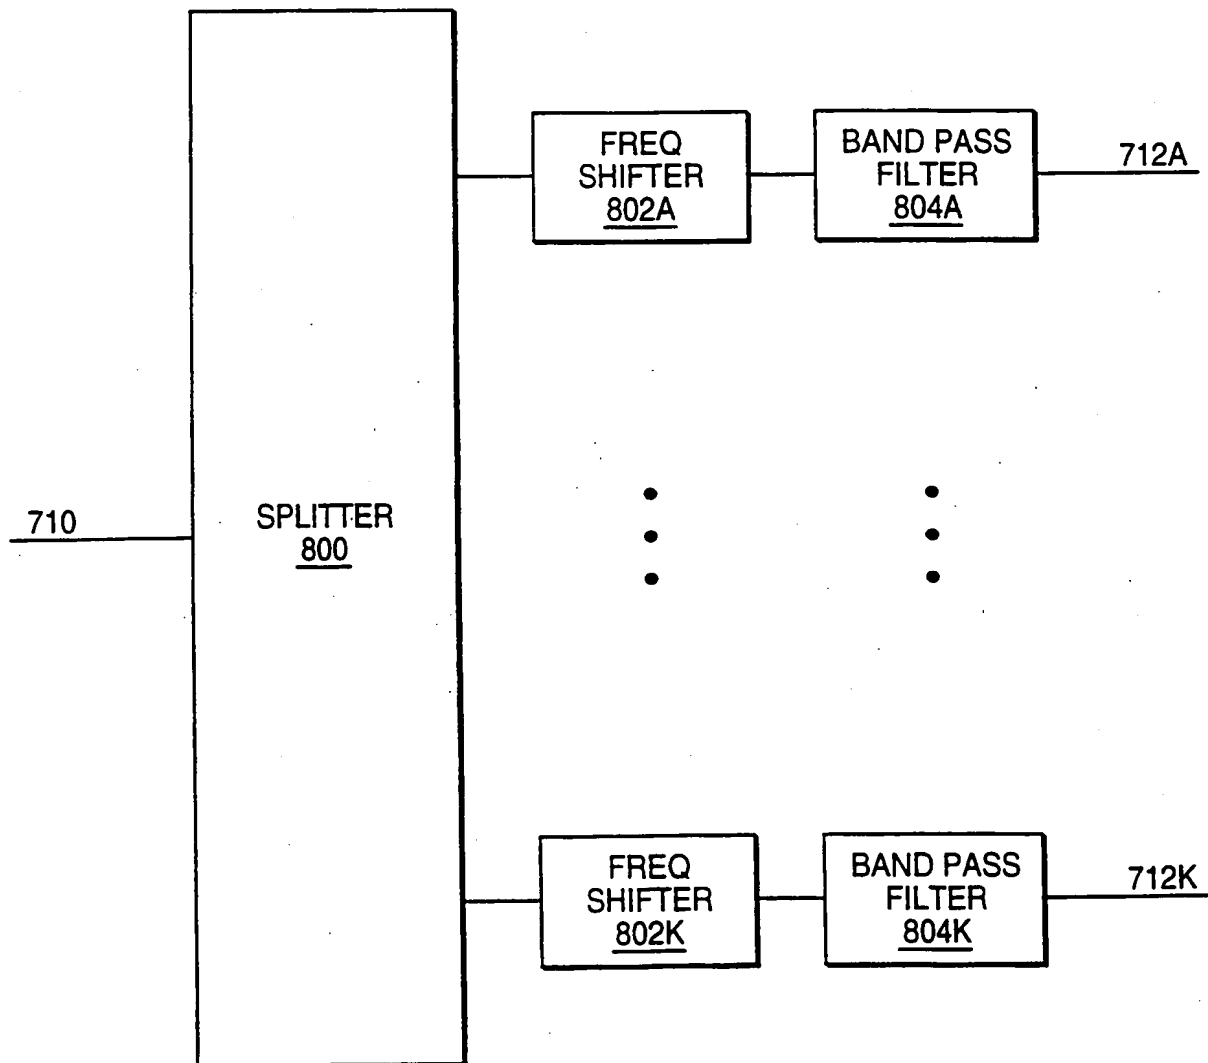 FREQ
SHIFTER
802A
BAND PASS
FILTER
804A
712A
710
SPLITTER
800
FREQ
SHIFTER
802K
BAND PASS
FILTER
804K
712K